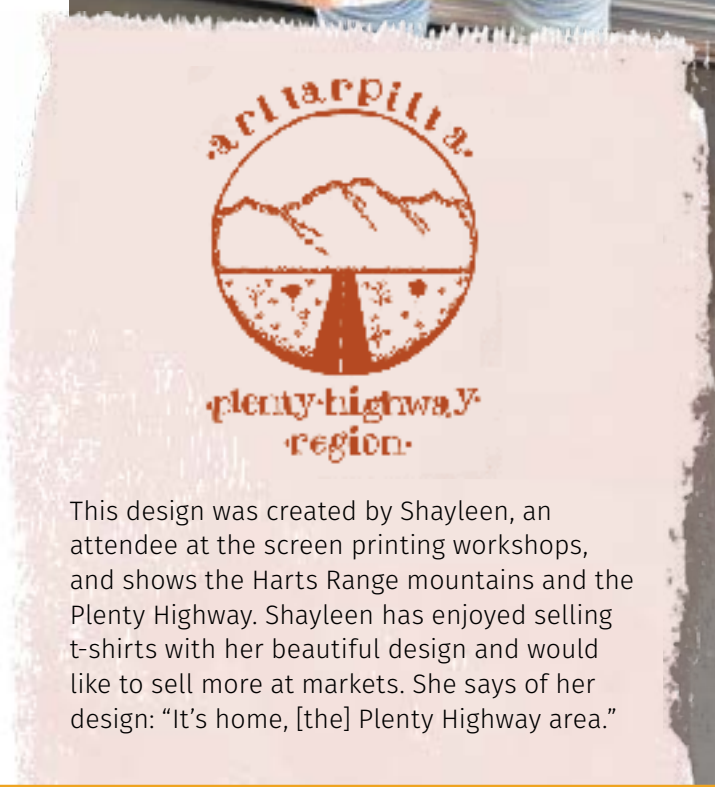 ·artitarpilta·
·plenty·highway·
·region·
This design was created by Shayleen, an
attendee at the screen printing workshops,
and shows the Harts Range mountains and the
Plenty Highway. Shayleen has enjoyed selling
t-shirts with her beautiful design and would
like to sell more at markets. She says of her
design: “It’s home, [the] Plenty Highway area.”